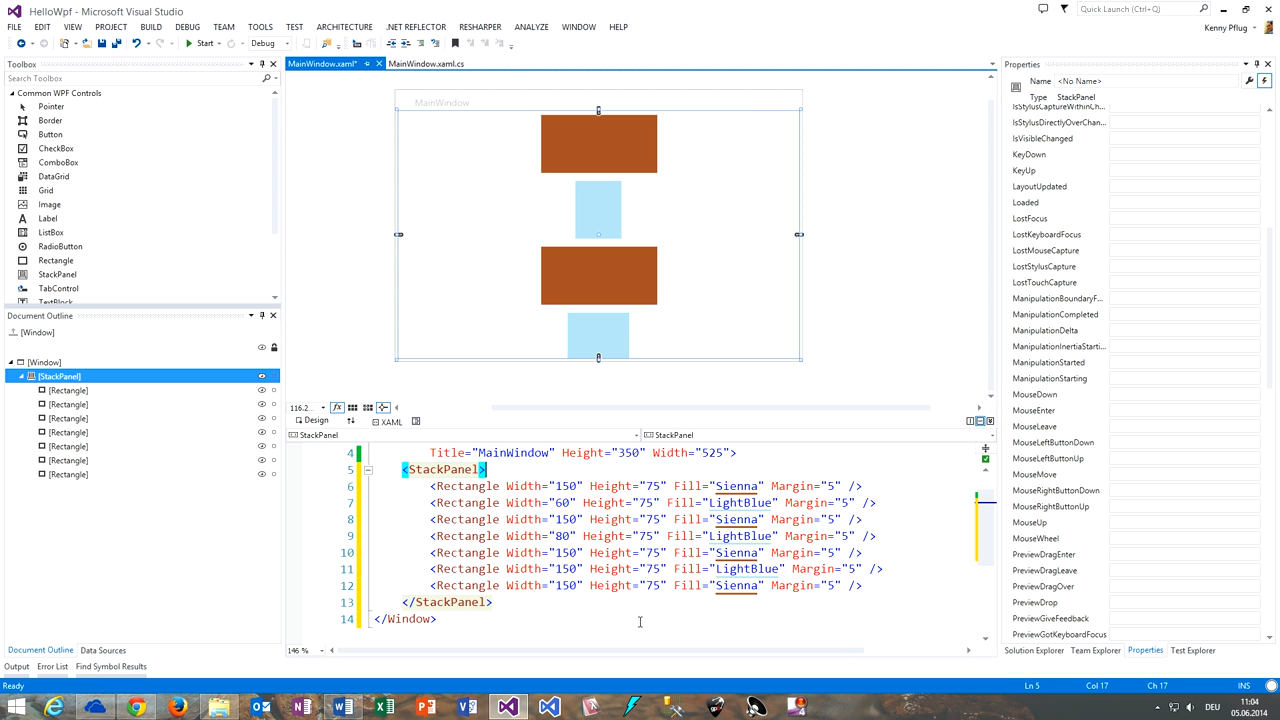 HelloWpf - Microsoft Visual Studio
Quick Launch (Ctrl+Q)
FILE EDIT VIEW PROJECT BUILD DEBUG TEAM TOOLS TEST ARCHITECTURE .NET REFLECTOR RESHARPER ANALYZE WINDOW HELP
Kenny Pflug
Start Debug
Toolbox
Search Toolbox
Common WPF Controls
Pointer
Border
Button
CheckBox
ComboBox
DataGrid
Grid
Image
Label
ListBox
RadioButton
Rectangle
StackPanel
TabControl
TextBlock
Document Outline
[Window]
[Window]
[StackPanel]
[Rectangle]
[Rectangle]
[Rectangle]
[Rectangle]
[Rectangle]
[Rectangle]
[Rectangle]
Document Outline Data Sources
Output Error List Find Symbol Results
MainWindow.xaml* MainWindow.xaml.cs
MainWindow
116.2...
Design XAML
StackPanel StackPanel
4 Title="MainWindow" Height="350" Width="525">
5 <StackPanel>
6 <Rectangle Width="150" Height="75" Fill="Sienna" Margin="5" />
7 <Rectangle Width="60" Height="75" Fill="LightBlue" Margin="5" />
8 <Rectangle Width="150" Height="75" Fill="Sienna" Margin="5" />
9 <Rectangle Width="80" Height="75" Fill="LightBlue" Margin="5" />
10 <Rectangle Width="150" Height="75" Fill="Sienna" Margin="5" />
11 <Rectangle Width="150" Height="75" Fill="LightBlue" Margin="5" />
12 <Rectangle Width="150" Height="75" Fill="Sienna" Margin="5" />
13 </StackPanel>
14 </Window>
146 %
Properties
Name <No Name>
Type StackPanel
IsStylusCaptureWithinCh...
IsStylusDirectlyOverChan...
IsVisibleChanged
KeyDown
KeyUp
LayoutUpdated
Loaded
LostFocus
LostKeyboardFocus
LostMouseCapture
LostStylusCapture
LostTouchCapture
ManipulationBoundaryF...
ManipulationCompleted
ManipulationDelta
ManipulationInertiaStarti...
ManipulationStarted
ManipulationStarting
MouseDown
MouseEnter
MouseLeave
MouseLeftButtonDown
MouseLeftButtonUp
MouseMove
MouseRightButtonDown
MouseRightButtonUp
MouseUp
MouseWheel
PreviewDragEnter
PreviewDragLeave
PreviewDragOver
PreviewDrop
PreviewGiveFeedback
PreviewGotKeyboardFocus
Solution Explorer Team Explorer Properties Test Explorer
Ready Ln 5 Col 17 Ch 17 INS
DEU
11:04
05.06.2014